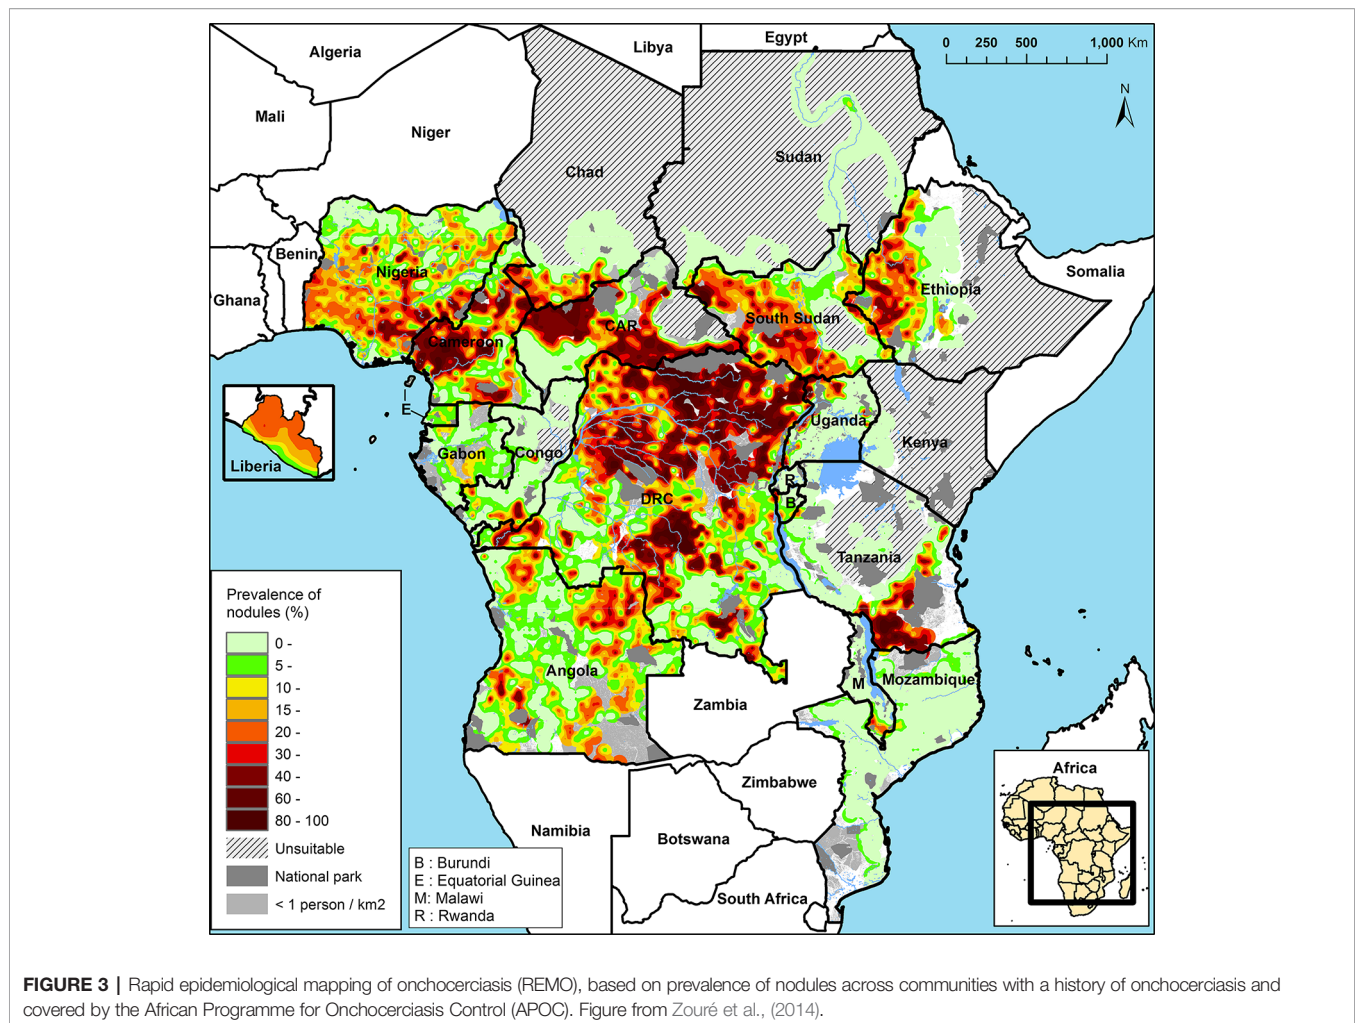 Algeria
Libya
Egypt
0 250 500 1,000 Km
N
Mali
Niger
Chad
Sudan
Benin
Nigeria
Ghana
Somalia
Ethiopia
South Sudan
CAR
Cameroon
E
Liberia
Gabon
Congo
Uganda
Kenya
R
B
DRC
Tanzania
Angola
M
Mozambique
Zambia
Zimbabwe
Namibia
Botswana
South Africa
Africa
Prevalence of
nodules (%)
0 -
5 -
10 -
15 -
20 -
30 -
40 -
60 -
80 - 100
Unsuitable
National park
< 1 person / km2
B : Burundi
E : Equatorial Guinea
M: Malawi
R : Rwanda
FIGURE 3 | Rapid epidemiological mapping of onchocerciasis (REMO), based on prevalence of nodules across communities with a history of onchocerciasis and
covered by the African Programme for Onchocerciasis Control (APOC). Figure from Zouré et al., (2014).